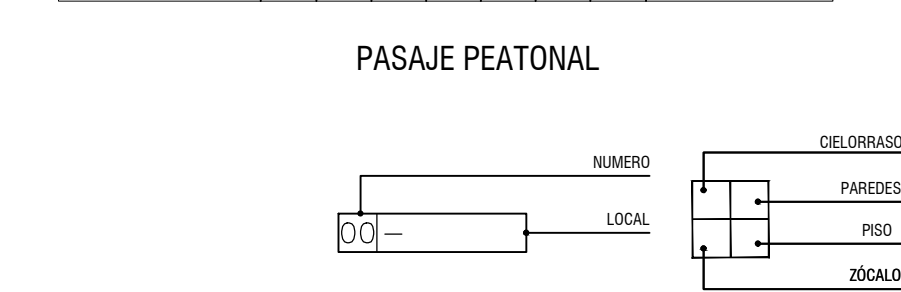 PASAJE PEATONAL
NUMERO
00 —
LOCAL
CIELORRASO
PAREDES
PISO
ZÓCALO